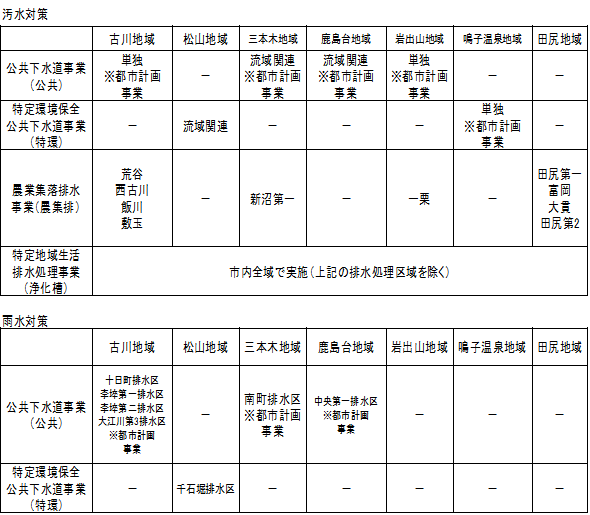 汚水対策
古川地域 松山地域 三本木地域 鹿島台地域 岩出山地域 鳴子温泉地域 田尻地域
公共下水道事業
(公共)
単独
※都市計画
事業
－
流域関連
※都市計画
事業
流域関連
※都市計画
事業
単独
※都市計画
事業
－
－
特定環境保全
公共下水道事業
(特環)
－
流域関連
－
－
－
単独
※都市計画
事業
－
農業集落排水
事業(農集排)
荒谷
西古川
飯川
敷玉
－
新沼第一
－
一栗
－
田尻第一
富岡
大貫
田尻第2
特定地域生活
排水処理事業
(浄化槽)
市内全域で実施(上記の排水処理区域を除く)
雨水対策
古川地域 松山地域 三本木地域 鹿島台地域 岩出山地域 鳴子温泉地域 田尻地域
公共下水道事業
(公共)
十日町排水区
李埣第一排水区
李埣第二排水区
大江川第3排水区
※都市計画
事業
－
南町排水区
※都市計画
事業
中央第一排水区
※都市計画
事業
－
－
－
特定環境保全
公共下水道事業
(特環)
－
千石堀排水区
－
－
－
－
－